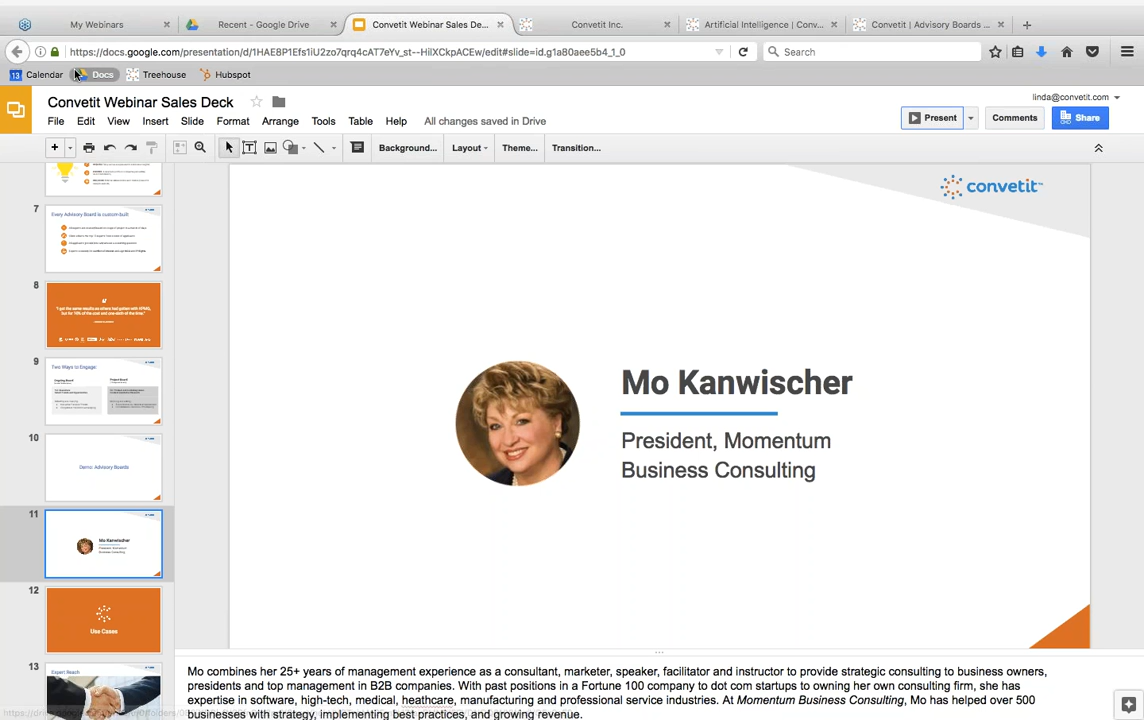 My Webinars
Recent - Google Drive
Convetit Webinar Sales De...
Convetit Inc.
Artificial Intelligence | Conv...
Convetit | Advisory Boards ...
https://docs.google.com/presentation/d/1HAE8P1Efs1iU2zo7qrq4cAT7eYv_st--HilXCkpACEw/edit#slide=id.g1a80aee5b4_1_0
Search
13 Calendar Docs Treehouse Hubspot
Convetit Webinar Sales Deck
linda@convetit.com
File Edit View Insert Slide Format Arrange Tools Table Help All changes saved in Drive
Present Comments Share
Background... Layout Theme... Transition...
7
Every Advisory Board is custom-built
8
9
Two Ways to Engage:
10
Demo: Advisory Boards
11
Mo Kanwischer
President, Momentum
Business Consulting
12
Use Cases
13
Expert Reach
convetit
Mo Kanwischer
President, Momentum
Business Consulting
Mo combines her 25+ years of management experience as a consultant, marketer, speaker, facilitator and instructor to provide strategic consulting to business owners,
presidents and top management in B2B companies. With past positions in a Fortune 100 company to dot com startups to owning her own consulting firm, she has
expertise in software, high-tech, medical, heathcare, manufacturing and professional service industries. At Momentum Business Consulting, Mo has helped over 500
businesses with strategy, implementing best practices, and growing revenue.